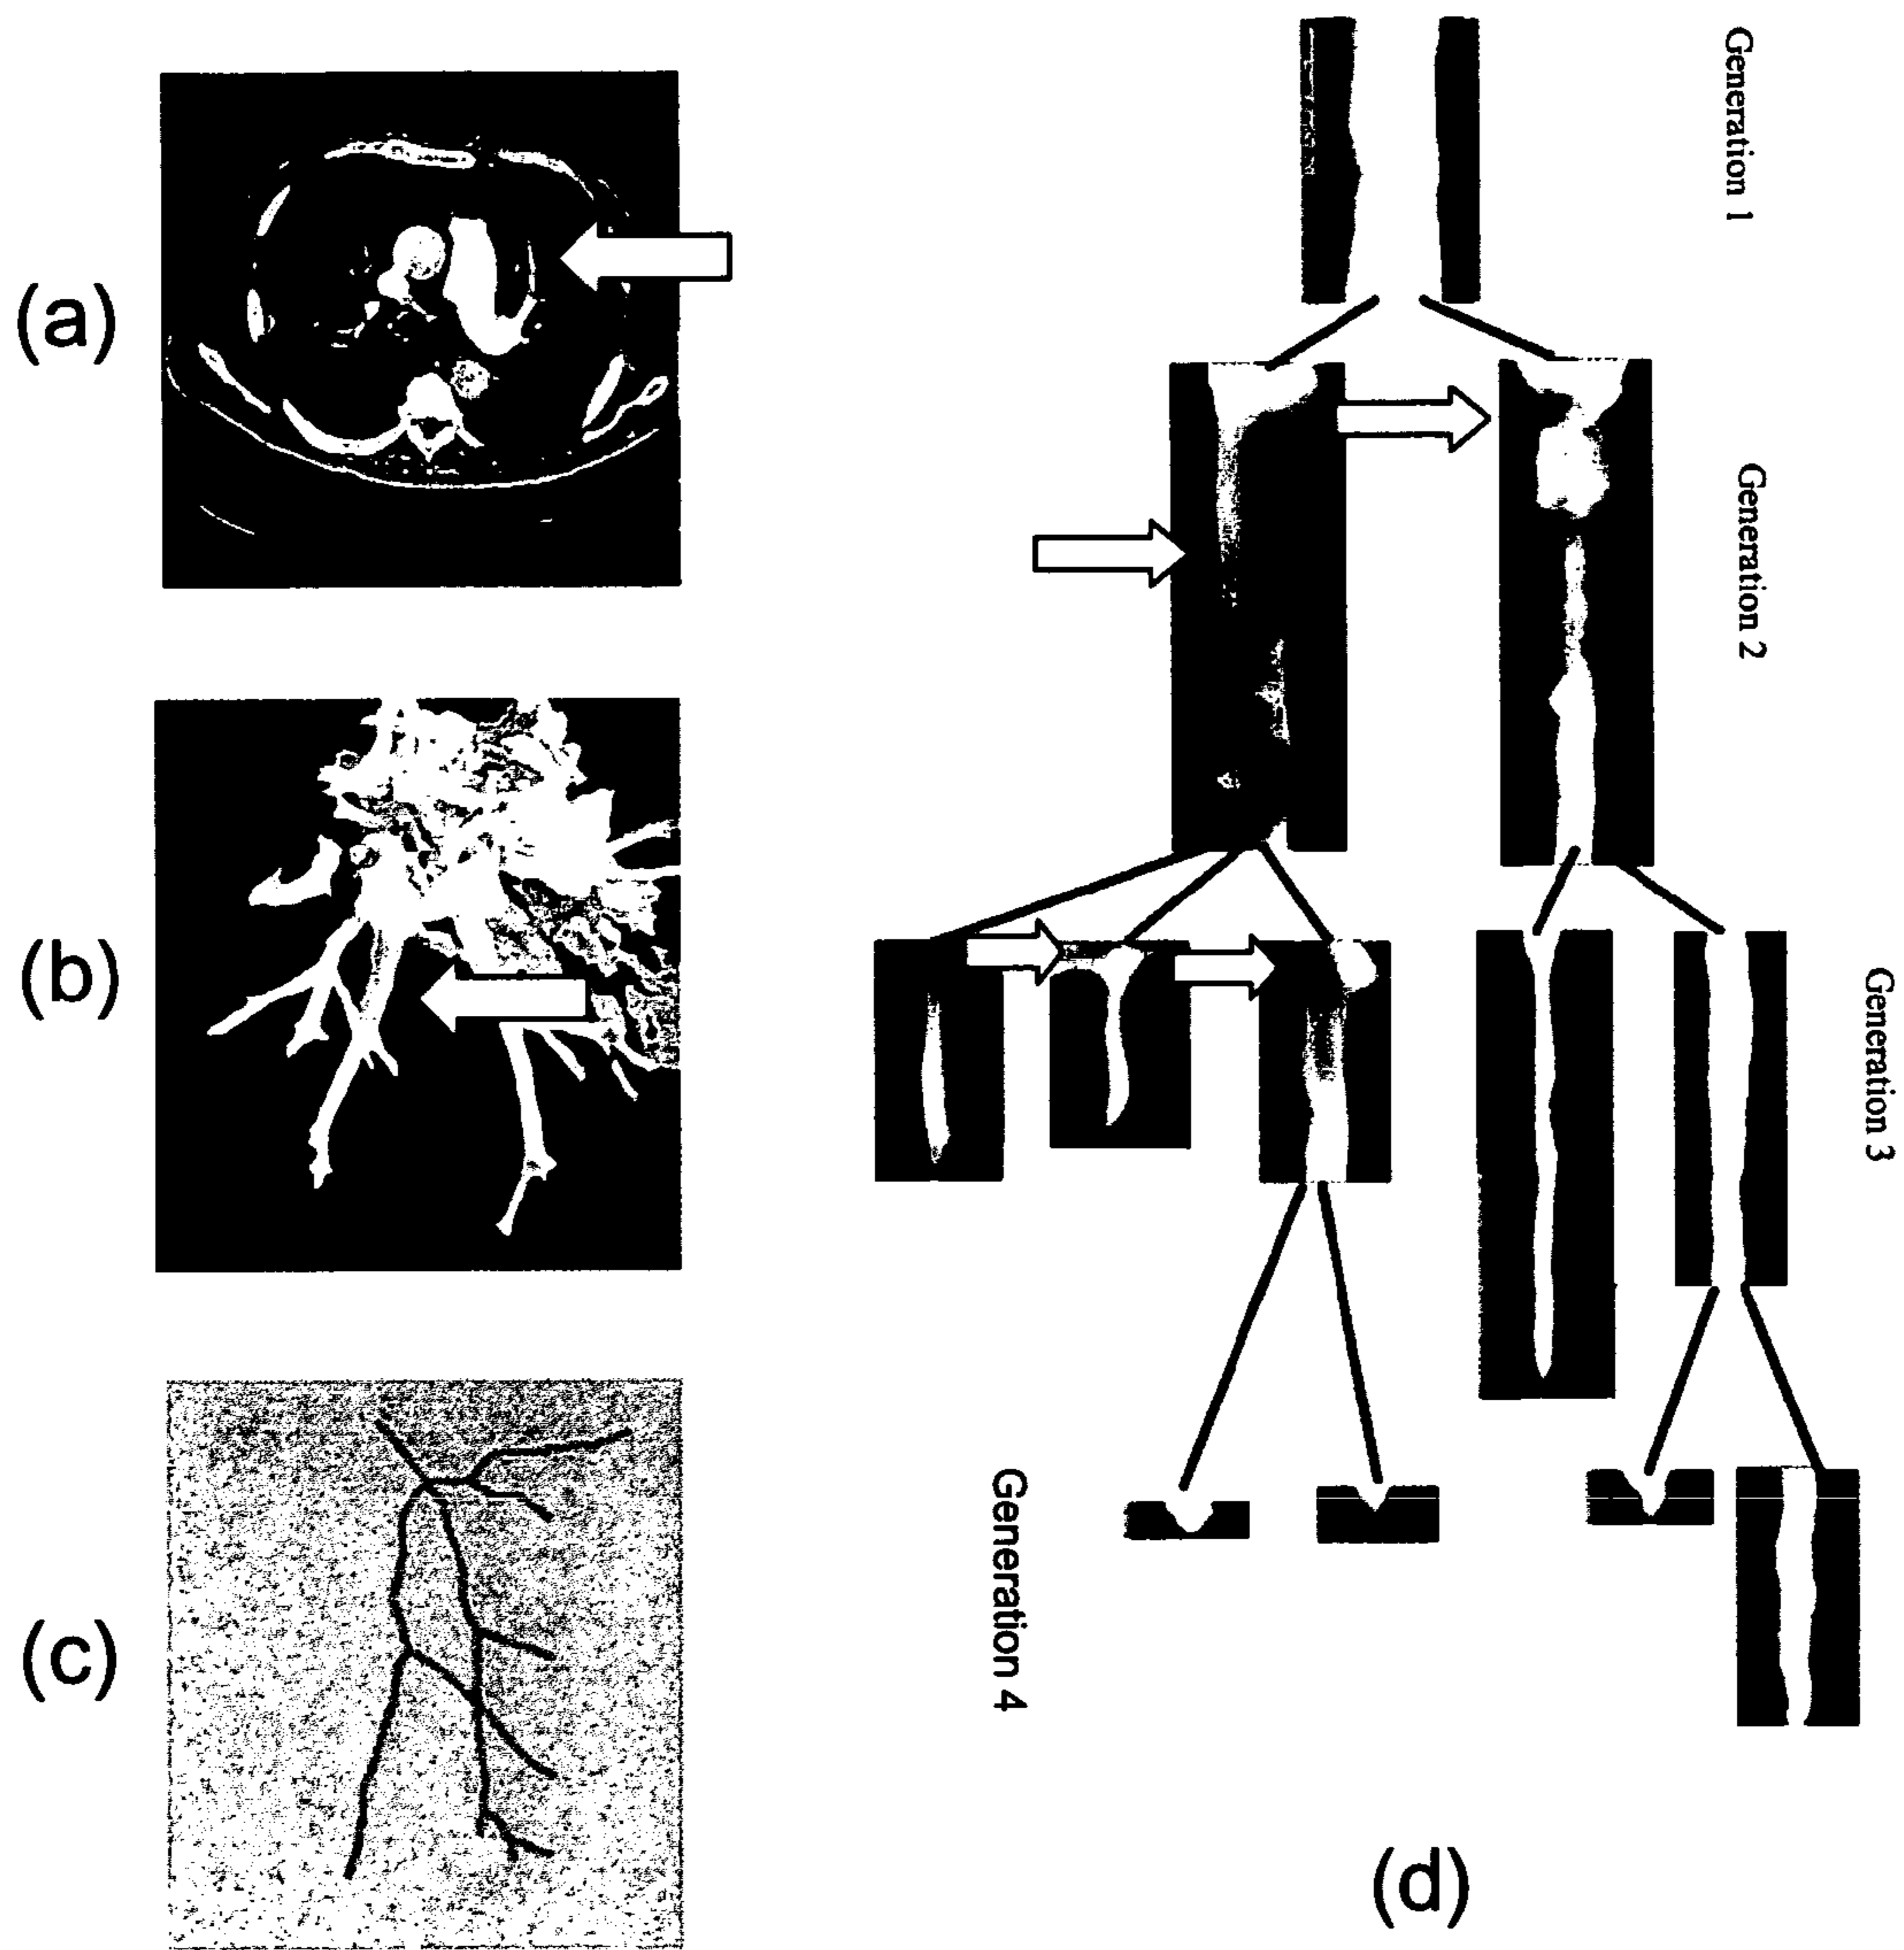 (a)
(b)
(c)
(d)
Generation 1
Generation 2
Generation 3
Generation 4